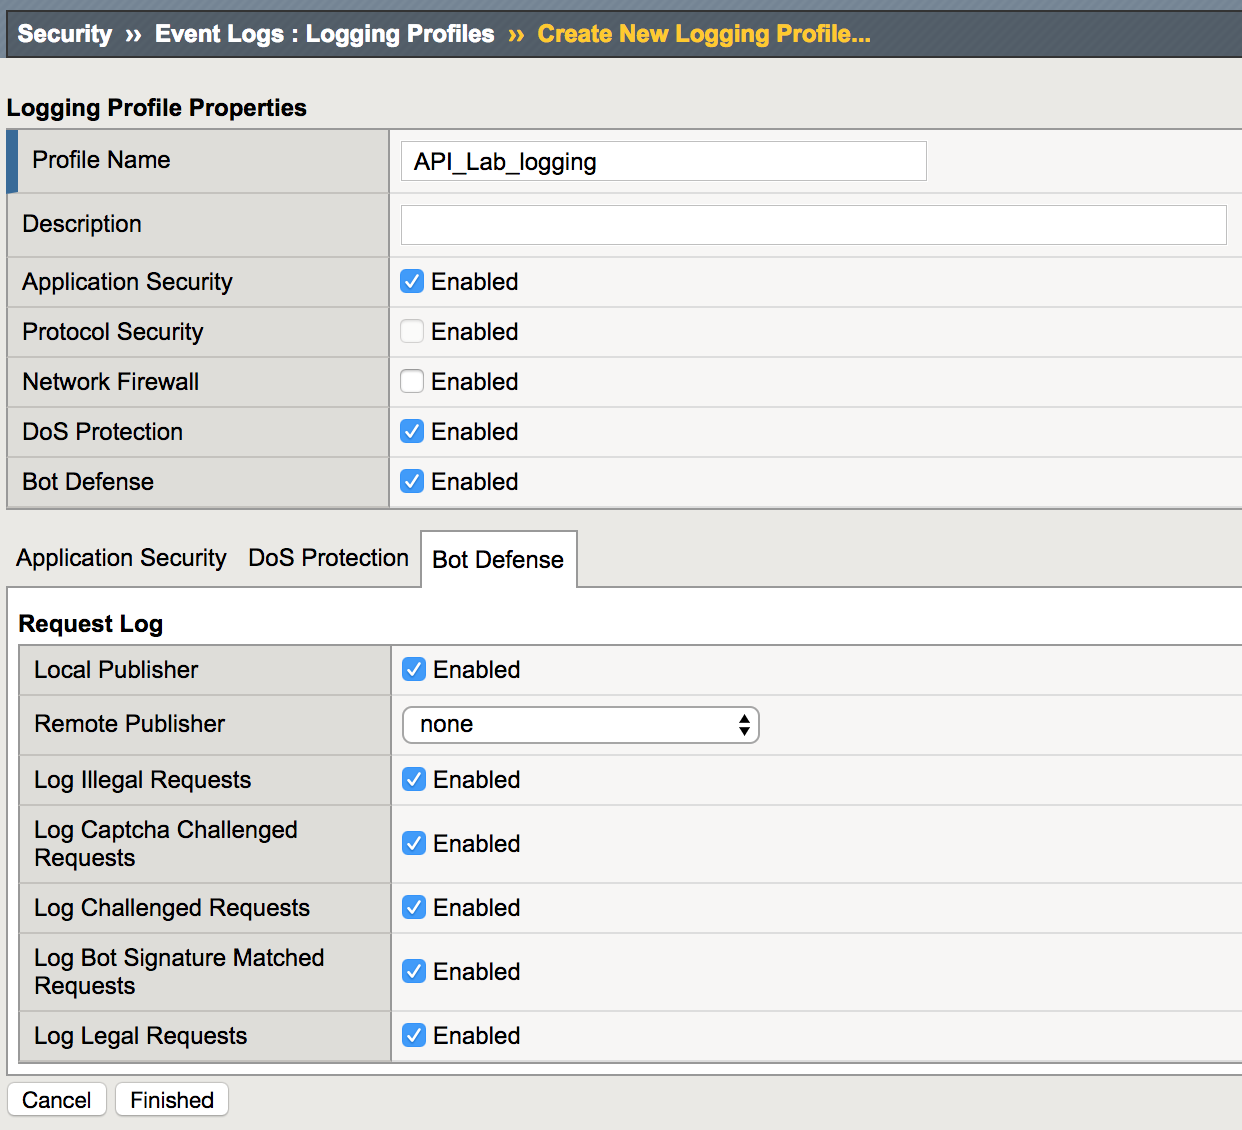 Security ›› Event Logs : Logging Profiles ›› Create New Logging Profile...
Logging Profile Properties
Profile Name API_Lab_logging
Description
Application Security Enabled
Protocol Security Enabled
Network Firewall Enabled
DoS Protection Enabled
Bot Defense Enabled
Application Security DoS Protection Bot Defense
Request Log
Local Publisher Enabled
Remote Publisher none
Log Illegal Requests Enabled
Log Captcha Challenged
Requests Enabled
Log Challenged Requests Enabled
Log Bot Signature Matched
Requests Enabled
Log Legal Requests Enabled
Cancel Finished